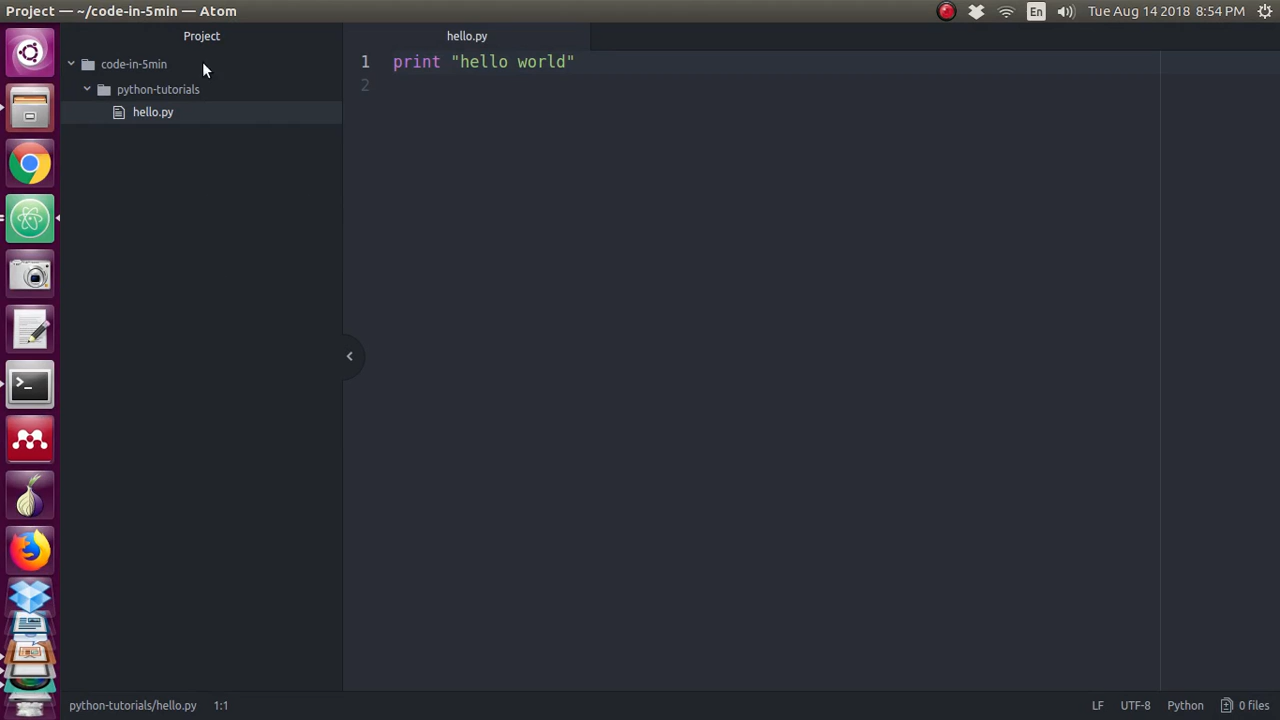 Project — ~/code-in-5min — Atom
En
Tue Aug 14 2018 8:54 PM
Project
hello.py
code-in-5min
python-tutorials
hello.py
1 print "hello world"
2
>_
python-tutorials/hello.py 1:1
LF UTF-8 Python 0 files